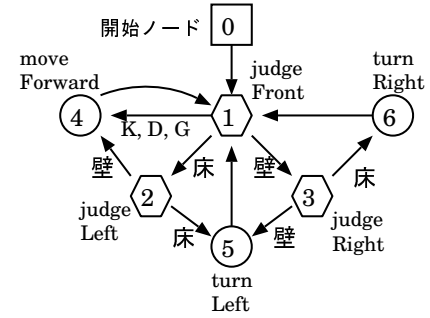 開始ノード 0
move
Forward
judge
Front
turn
Right
4
K, D, G
1
6
壁
床
壁
床
2
3
judge
Left
床
5
壁
judge
Right
turn
Left